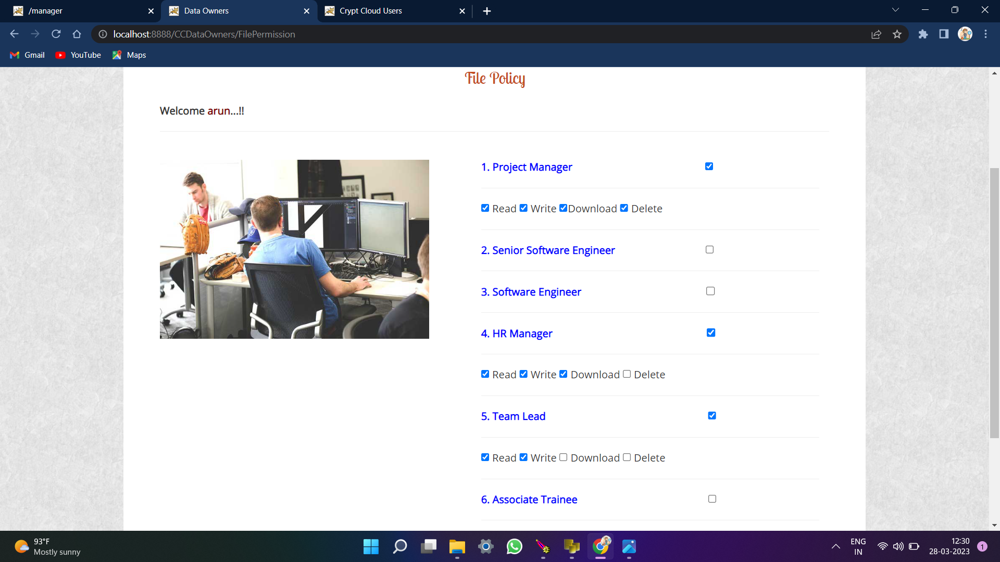 /manager
Data Owners
Crypt Cloud Users
localhost:8888/CCDataOwners/FilePermission
Gmail
YouTube
Maps
File Policy
Welcome arun...!!
1. Project Manager
Read Write Download Delete
2. Senior Software Engineer
3. Software Engineer
4. HR Manager
Read Write Download Delete
5. Team Lead
Read Write Download Delete
6. Associate Trainee
93°F
Mostly sunny
ENG
IN
12:30
28-03-2023
1